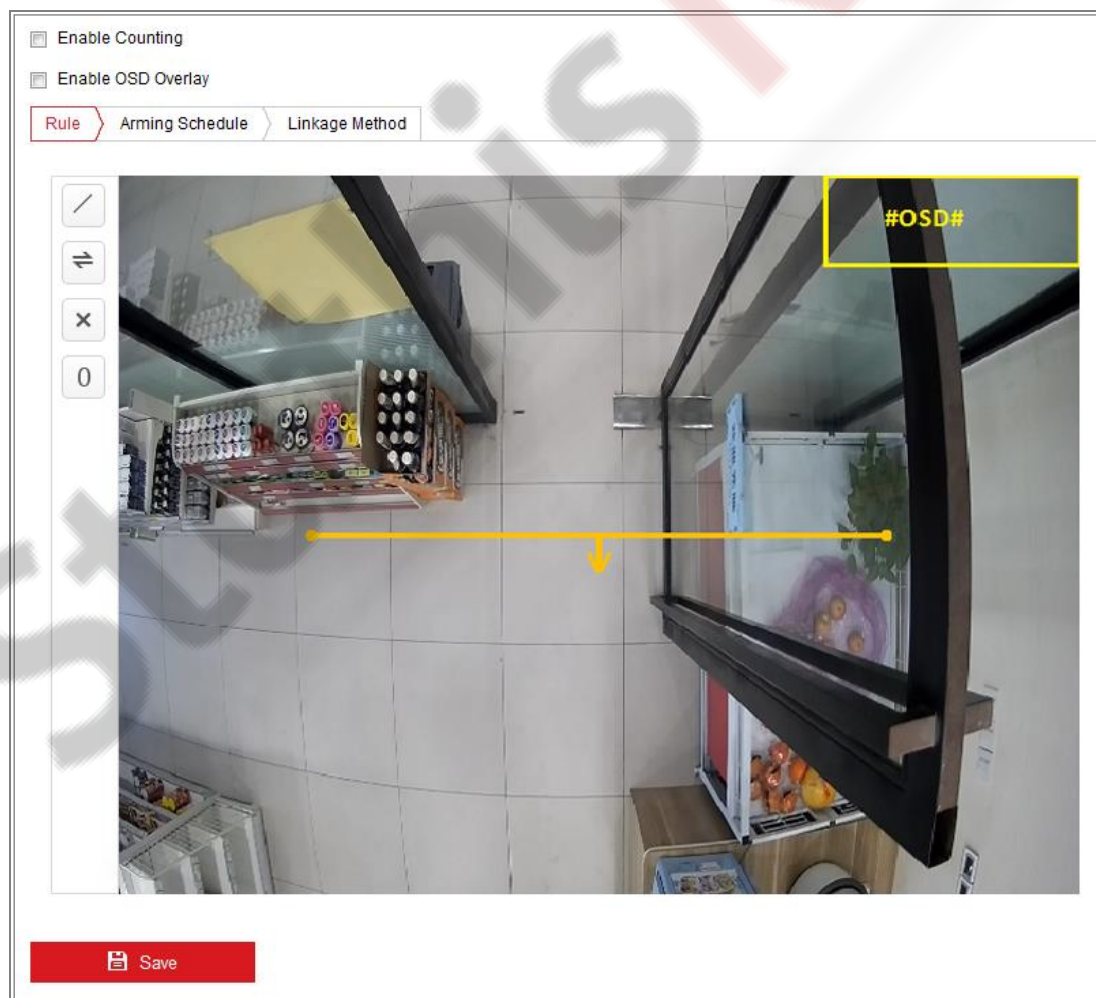 Enable Counting
Enable OSD Overlay
Rule Arming Schedule Linkage Method
#OSD#
0
Save